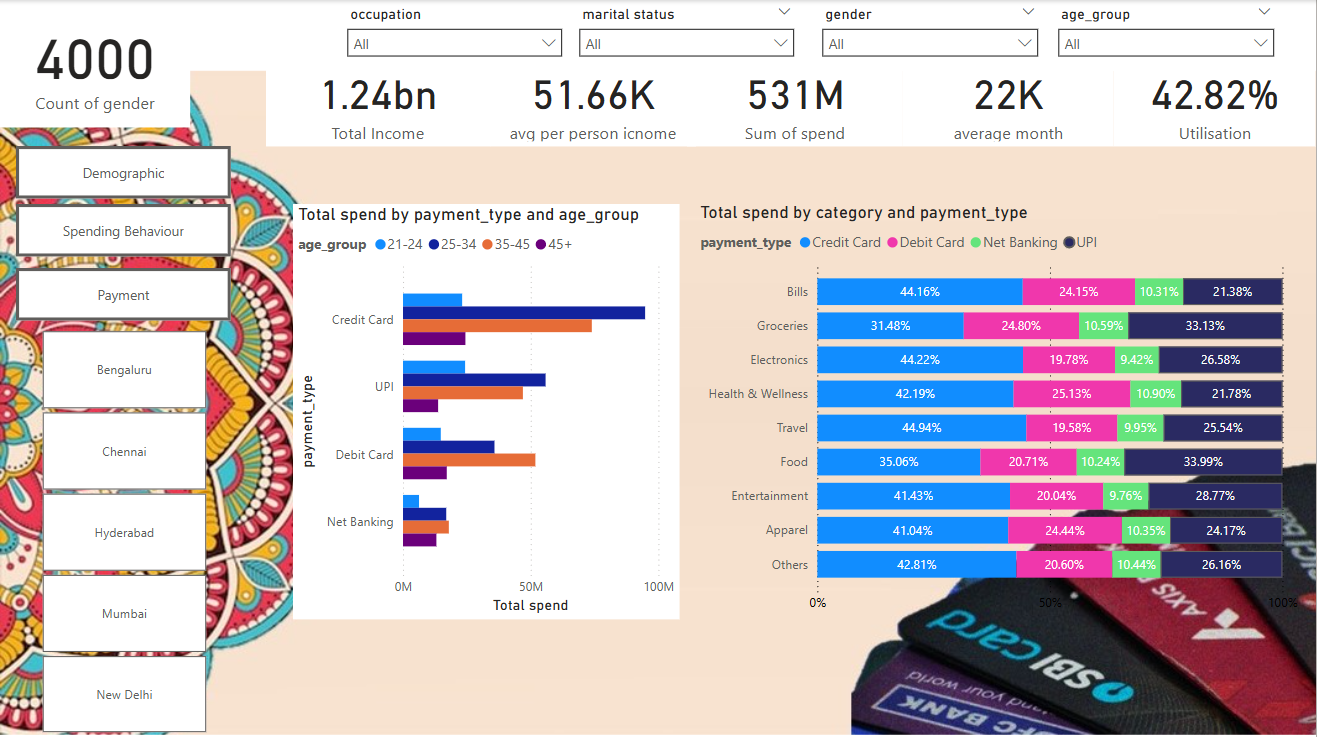 occupation
marital status
gender
age_group
All
All
All
All
4000
Count of gender
1.24bn
Total Income
51.66K
avg per person icnome
531M
Sum of spend
22K
average month
42.82%
Utilisation
Demographic
Spending Behaviour
Payment
Bengaluru
Chennai
Hyderabad
Mumbai
New Delhi
Total spend by payment_type and age_group
age_group 21-24 25-34 35-45 45+
payment_type
Credit Card
UPI
Debit Card
Net Banking
0M 50M 100M
Total spend
Total spend by category and payment_type
payment_type Credit Card Debit Card Net Banking UPI
Bills 44.16% 24.15% 10.31% 21.38%
Groceries 31.48% 24.80% 10.59% 33.13%
Electronics 44.22% 19.78% 9.42% 26.58%
Health & Wellness 42.19% 25.13% 10.90% 21.78%
Travel 44.94% 19.58% 9.95% 25.54%
Food 35.06% 20.71% 10.24% 33.99%
Entertainment 41.43% 20.04% 9.76% 28.77%
Apparel 41.04% 24.44% 10.35% 24.17%
Others 42.81% 20.60% 10.44% 26.16%
0% 50% 100%
AXIS
SBI card
your world
BANK